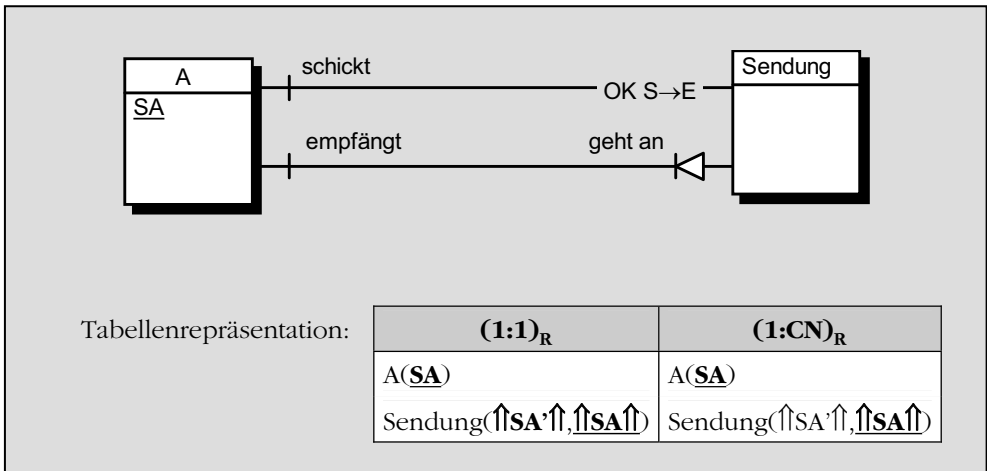 schickt
A
Sendung
SA
OK S→E
empfängt
geht an
Tabellenrepräsentation:
(1:1)R
(1:CN)R
A(SA)
A(SA)
Sendung(⇑SA’⇑,⇑SA⇑)
Sendung(⇑SA’⇑,⇑SA⇑)